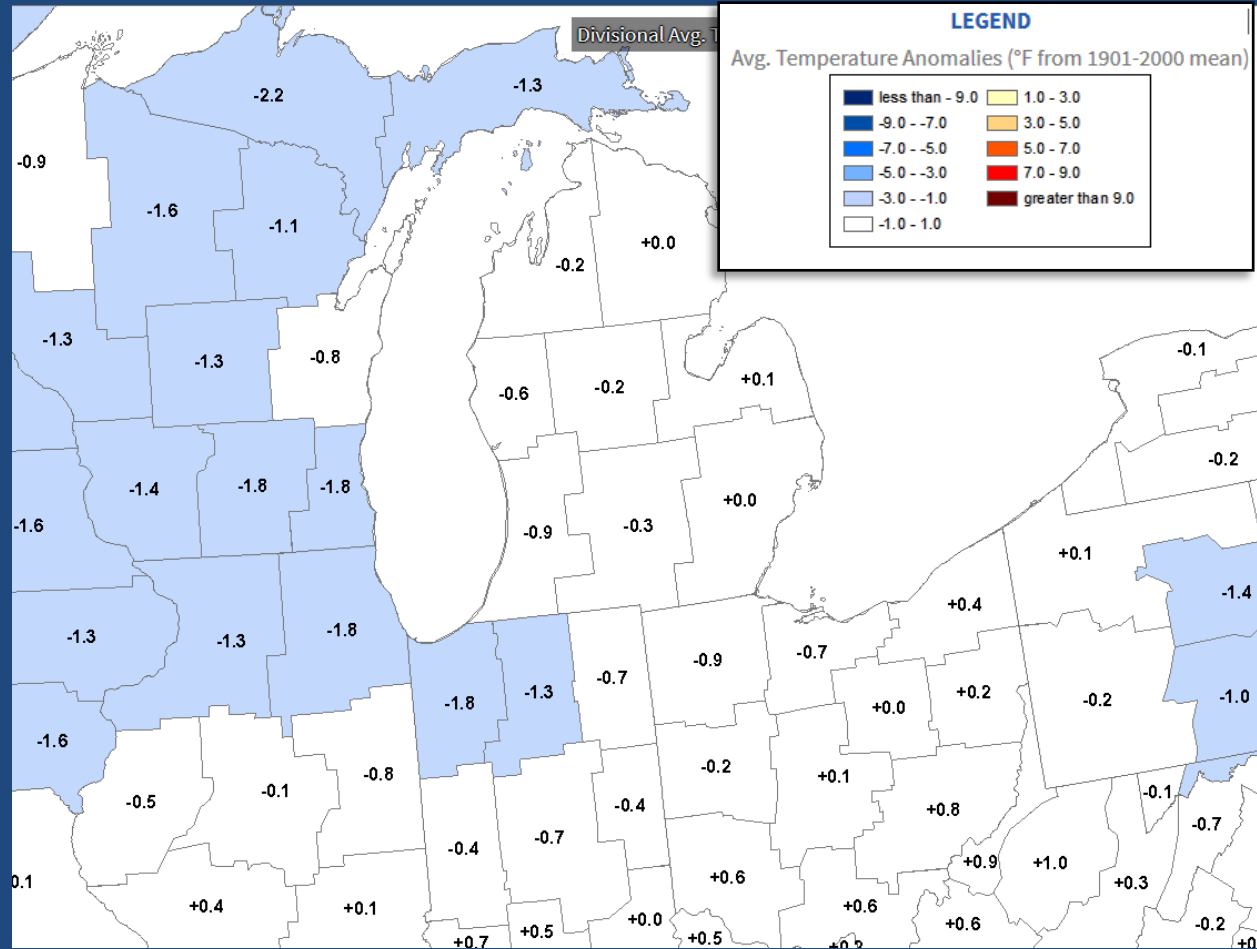 Divisional Avg. T
LEGEND
Avg. Temperature Anomalies (°F from 1901-2000 mean)
less than - 9.0 1.0 - 3.0
-9.0 - -7.0 3.0 - 5.0
-7.0 - -5.0 5.0 - 7.0
-5.0 - -3.0 7.0 - 9.0
-3.0 - -1.0 greater than 9.0
-1.0 - 1.0
-2.2 -1.3
-0.9
-1.6 -1.1
-0.2 +0.0
-1.3 -1.3 -0.8
-0.6 -0.2 +0.1 -0.1
-1.4 -1.8 -1.8 -0.2
-1.6 -0.9 -0.3 +0.0
+0.1 -1.4
+0.4
-1.3 -1.3 -1.8
-0.7 -0.9 -0.7
-1.8 -1.3 +0.0 +0.2 -0.2 -1.0
-1.6
-0.8 -0.2 +0.1
-0.5 -0.1 -0.4 +0.8 -0.1
-0.4 -0.7 -0.7
0.1 +0.6 +0.9 +1.0 +0.3
+0.4 +0.1 +0.0 +0.6 +0.6 -0.2
+0.7 +0.5 +0.5